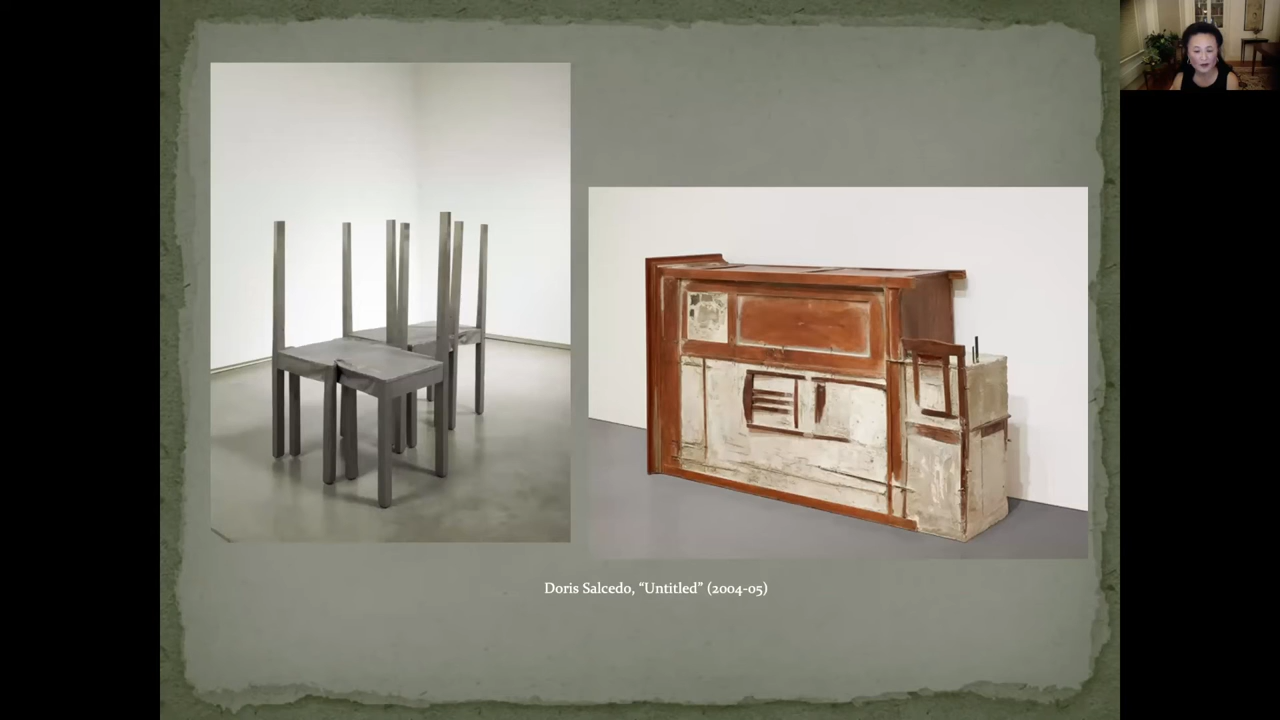 Doris Salcedo, “Untitled” (2004-05)